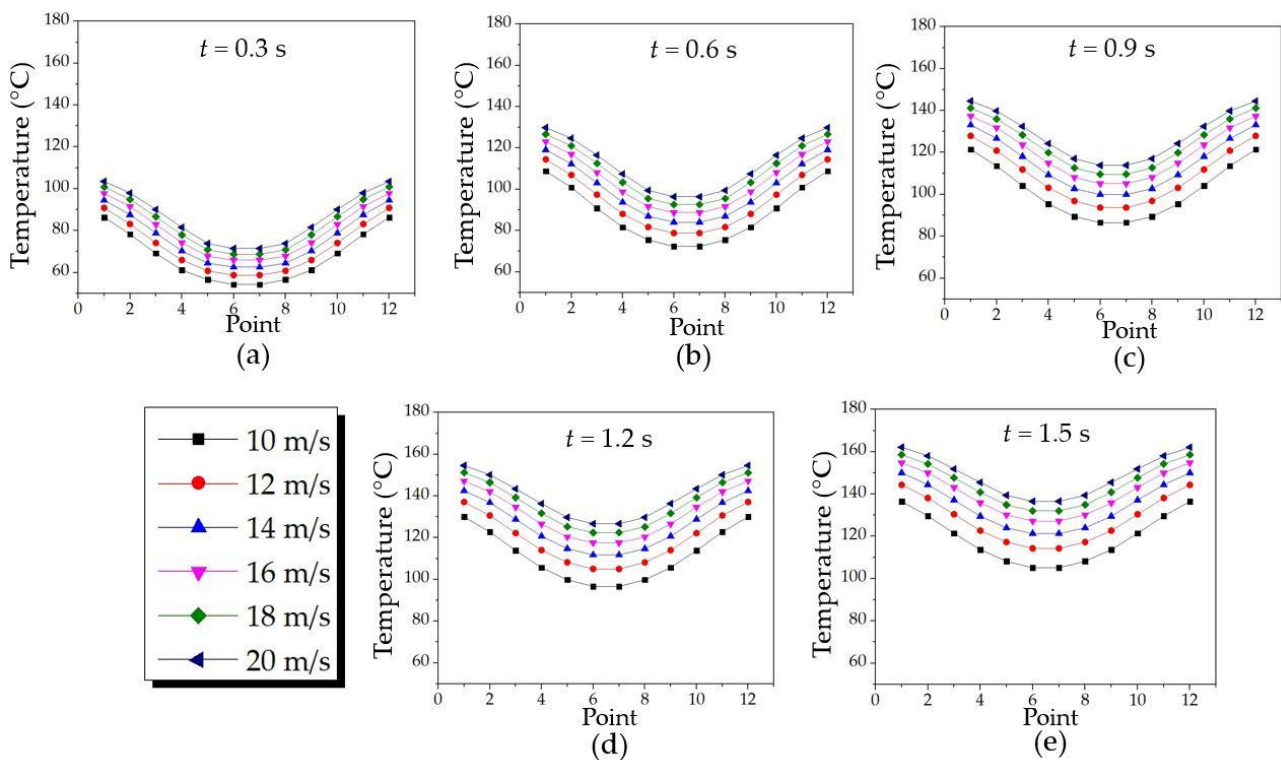 t = 0.3 s
Temperature (°C)
180
160
140
120
100
80
60
0 2 4 6 8 10 12
Point
(a)
t = 0.6 s
Temperature (°C)
180
160
140
120
100
80
60
0 2 4 6 8 10 12
Point
(b)
t = 0.9 s
Temperature (°C)
180
160
140
120
100
80
60
0 2 4 6 8 10 12
Point
(c)
10 m/s
12 m/s
14 m/s
16 m/s
18 m/s
20 m/s
t = 1.2 s
Temperature (°C)
180
160
140
120
100
80
60
0 2 4 6 8 10 12
Point
(d)
t = 1.5 s
Temperature (°C)
180
160
140
120
100
80
60
0 2 4 6 8 10 12
Point
(e)